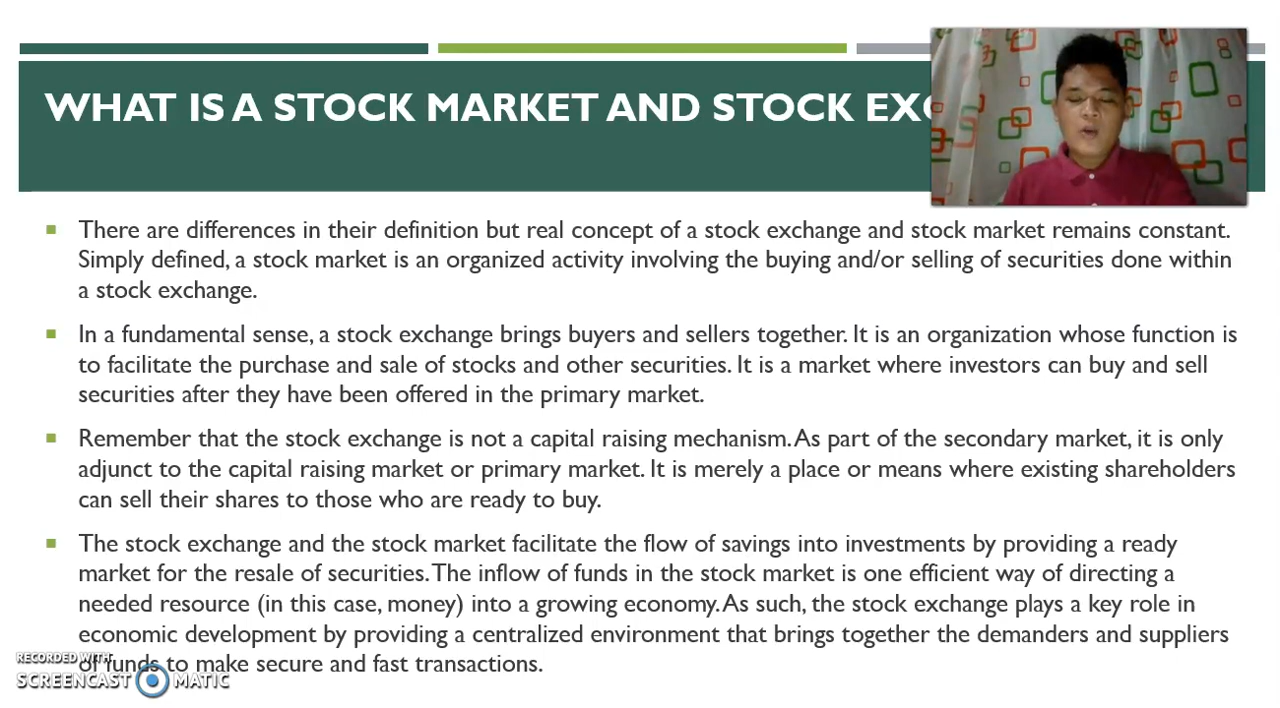 WHAT IS A STOCK MARKET AND STOCK
There are differences in their definition but real concept of a stock exchange and stock market remains constant.
Simply defined, a stock market is an organized activity involving the buying and/or selling of securities done within
a stock exchange.
In a fundamental sense, a stock exchange brings buyers and sellers together. It is an organization whose function is
to facilitate the purchase and sale of stocks and other securities. It is a market where investors can buy and sell
securities after they have been offered in the primary market.
Remember that the stock exchange is not a capital raising mechanism. As part of the secondary market, it is only
adjunct to the capital raising market or primary market. It is merely a place or means where existing shareholders
can sell their shares to those who are ready to buy.
The stock exchange and the stock market facilitate the flow of savings into investments by providing a ready
market for the resale of securities. The inflow of funds in the stock market is one efficient way of directing a
needed resource (in this case, money) into a growing economy. As such, the stock exchange plays a key role in
economic development by providing a centralized environment that brings together the demanders and suppliers
of funds to make secure and fast transactions.
RECORDED WITH
SCREENCAST MATIC